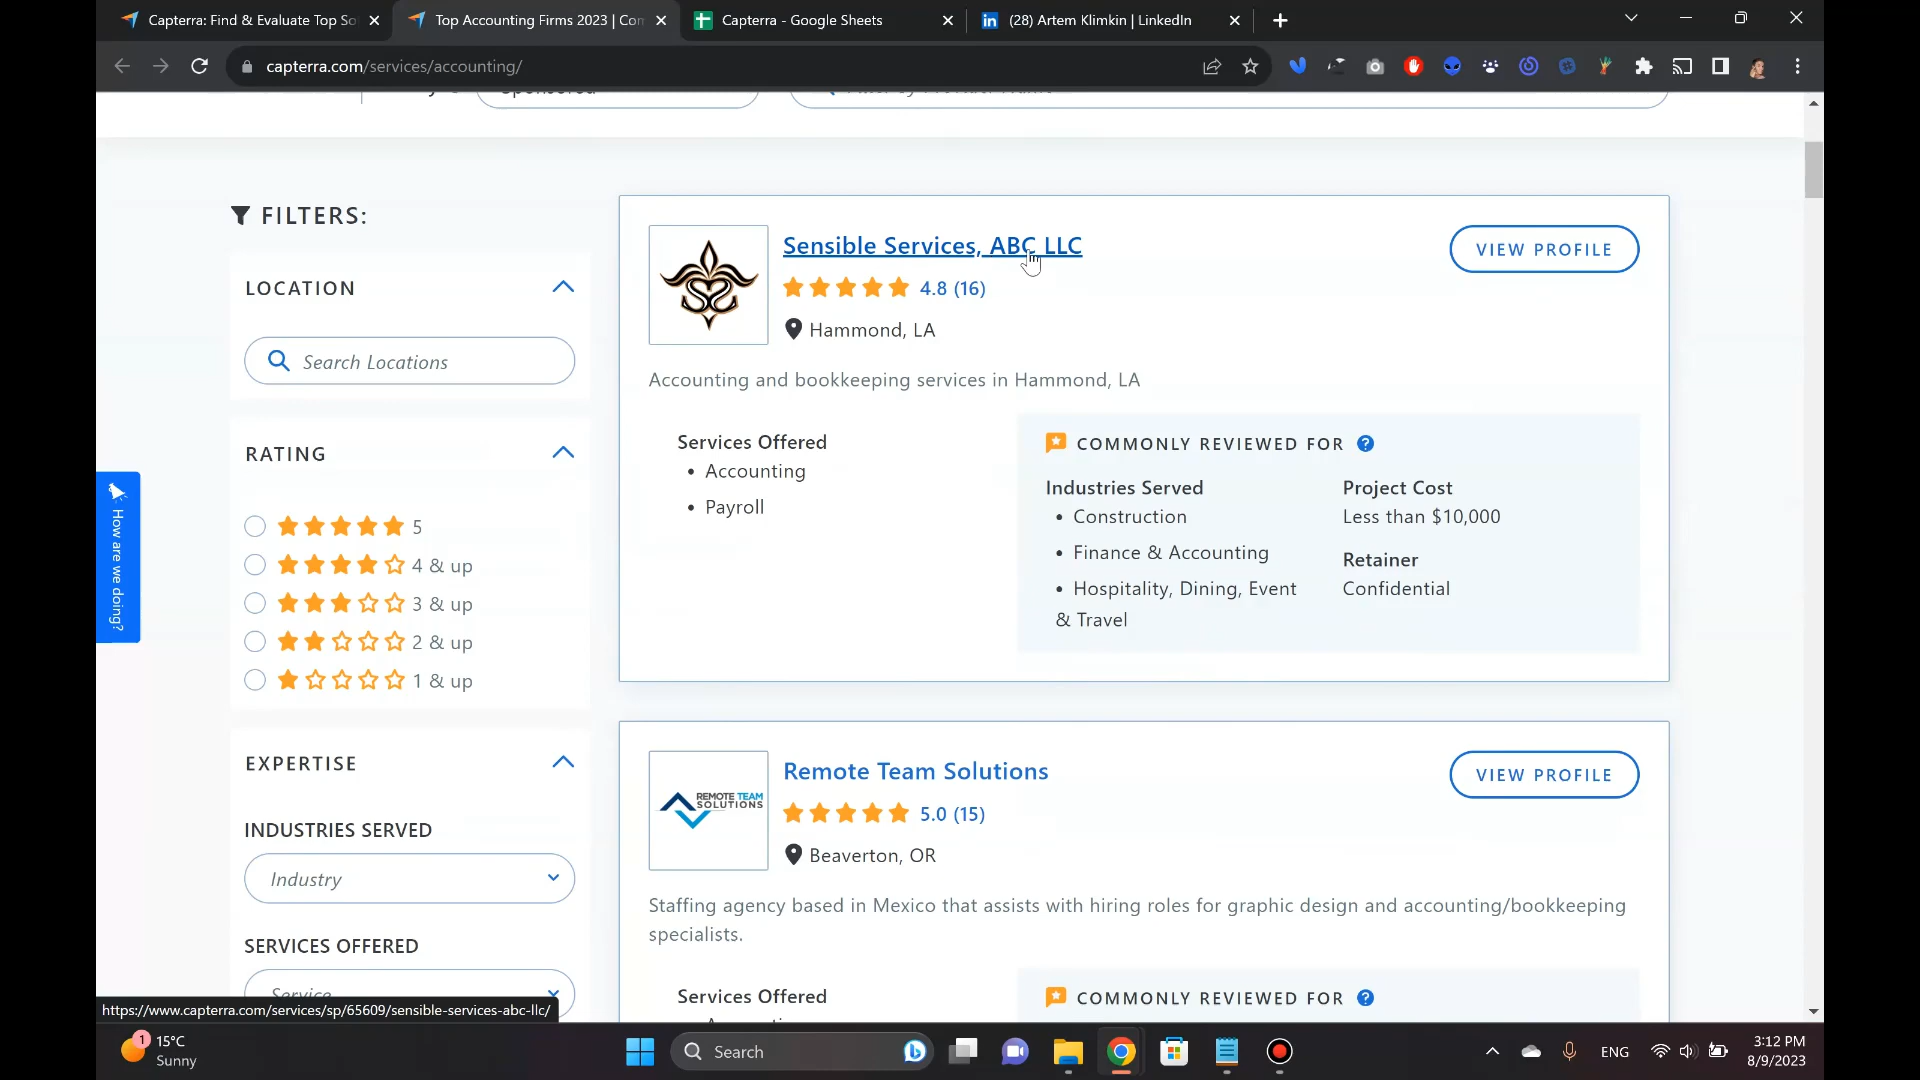 Capterra: Find & Evaluate Top So
Top Accounting Firms 2023 | Con
Capterra - Google Sheets
(28) Artem Klimkin | LinkedIn
capterra.com/services/accounting/
Sponsored
FILTERS:
LOCATION
Search Locations
RATING
5
4 & up
3 & up
2 & up
1 & up
EXPERTISE
INDUSTRIES SERVED
Industry
SERVICES OFFERED
Service
How are we doing?
Sensible Services, ABC LLC
VIEW PROFILE
4.8 (16)
Hammond, LA
Accounting and bookkeeping services in Hammond, LA
Services Offered
• Accounting
• Payroll
COMMONLY REVIEWED FOR ?
Industries Served
• Construction
• Finance & Accounting
• Hospitality, Dining, Event
& Travel
Project Cost
Less than $10,000
Retainer
Confidential
REMOTE TEAM
SOLUTIONS
Remote Team Solutions
VIEW PROFILE
5.0 (15)
Beaverton, OR
Staffing agency based in Mexico that assists with hiring roles for graphic design and accounting/bookkeeping
specialists.
Services Offered
COMMONLY REVIEWED FOR ?
https://www.capterra.com/services/sp/65609/sensible-services-abc-llc/
1
15°C
Sunny
Search
ENG
3:12 PM
8/9/2023